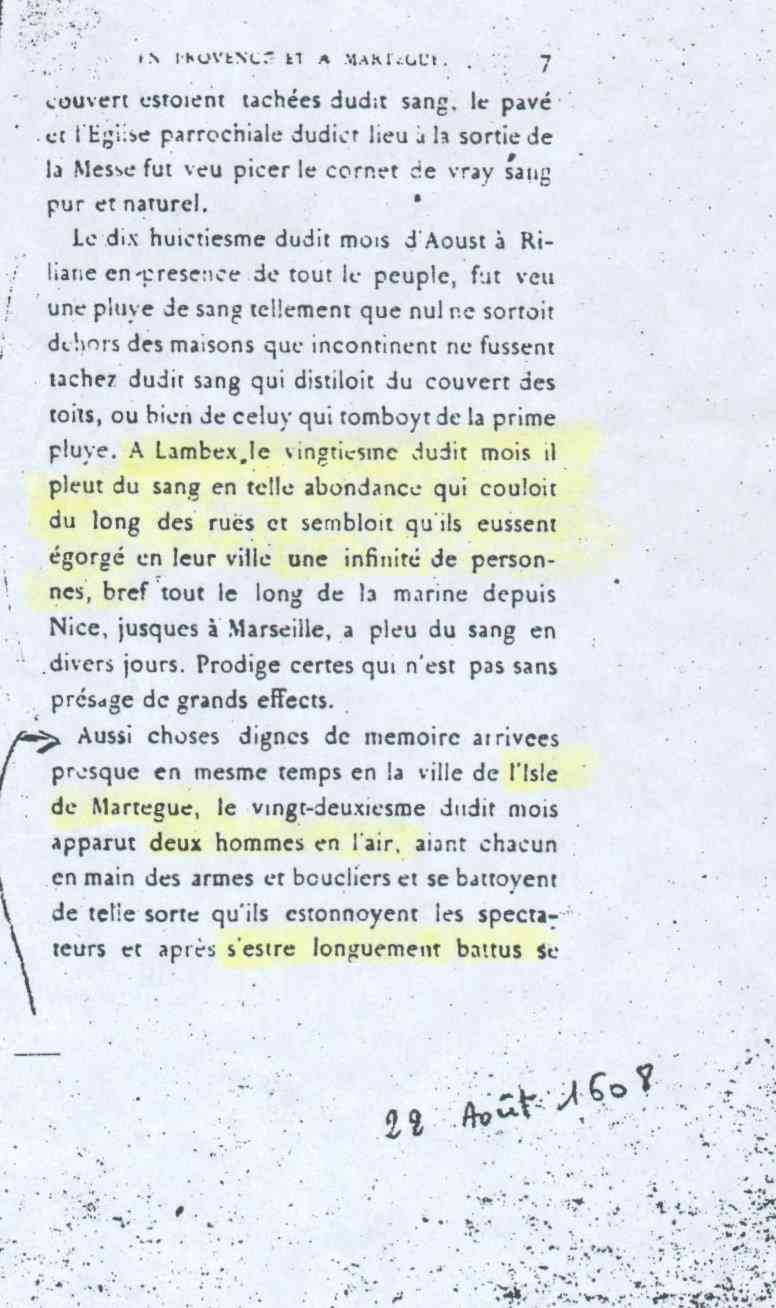 EN PROVENCE ET A MARTEGUE. 7
couvert estoient tachées dudit sang, le pavé
et l'Eglise parrochiale dudict lieu à la sortie de
la Messe fut veu picer le cornet de vray sang
pur et naturel.
Le dix huictiesme dudit mois d'Aoust à Ri-
liane en presence de tout le peuple, fut veu
une pluye de sang tellement que nul ne sortoit
dehors des maisons que incontinent ne fussent
tachez dudit sang qui distiloit du couvert des
toits, ou bien de celuy qui tomboyt de la prime
pluye. A Lambex le vingtiesme dudit mois il
pleut du sang en telle abondance qui couloit
du long des ruës et sembloit qu'ils eussent
égorgé en leur ville une infinité de person-
nes, bref tout le long de la marine depuis
Nice, jusques à Marseille, a pleu du sang en
divers jours. Prodige certes qui n'est pas sans
présage de grands effects.
Aussi choses dignes de memoire arrivees
presque en mesme temps en la ville de l'Isle
de Martegue, le vingt-deuxiesme dudit mois
apparut deux hommes en l'air, aiant chacun
en main des armes et boucliers et se battoyent
de telle sorte qu'ils estonnoyent les specta-
teurs et après s'estre longuement battus se
22 Août 1608